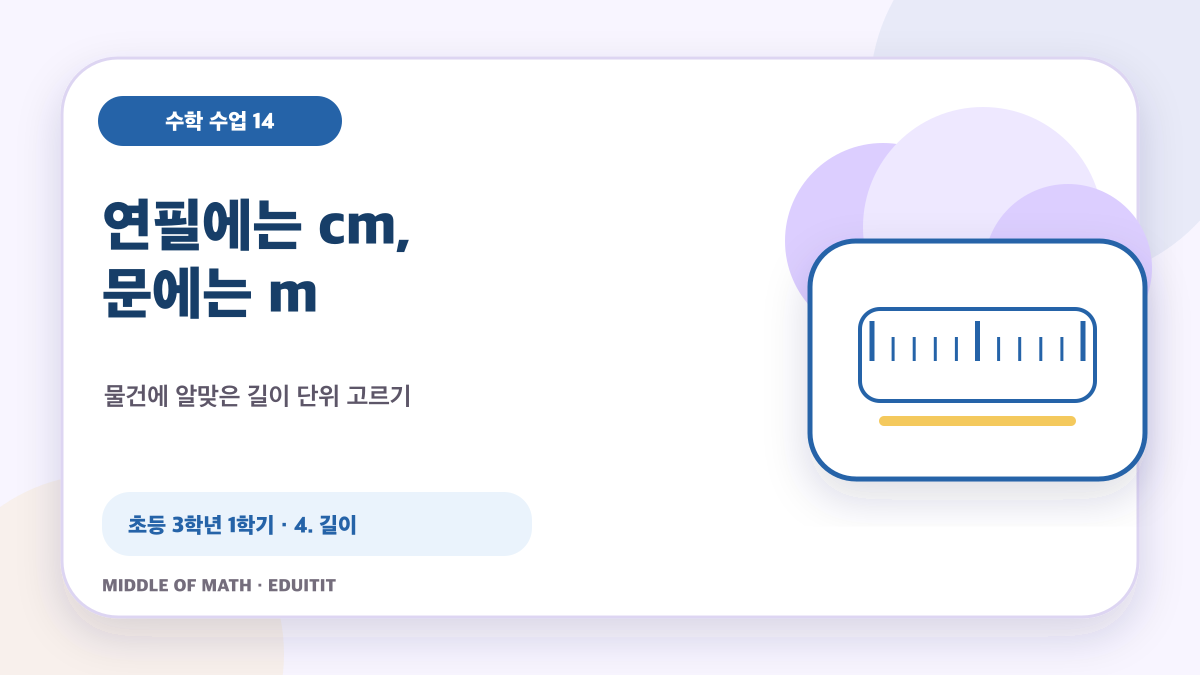 수학 수업 14
연필에는 cm,
문에는 m
물건에 알맞은 길이 단위 고르기
초등 3학년 1학기 · 4. 길이
MIDDLE OF MATH · EDUITIT